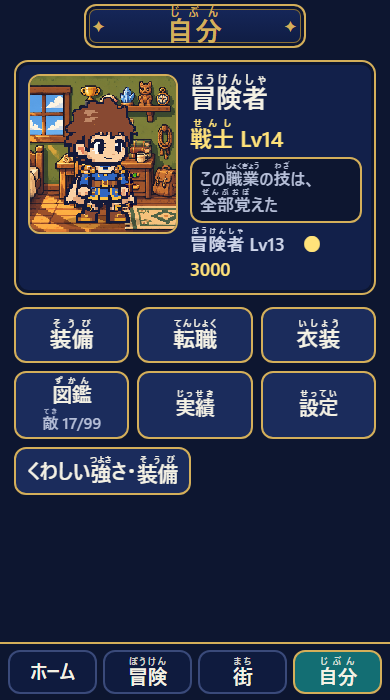 自分
冒険者
戦士 Lv14
この職業の技は、
全部覚えた
冒険者 Lv13
3000
装備
転職
衣装
図鑑
敵 17/99
実績
設定
くわしい強さ・装備
ホーム
冒険
街
自分